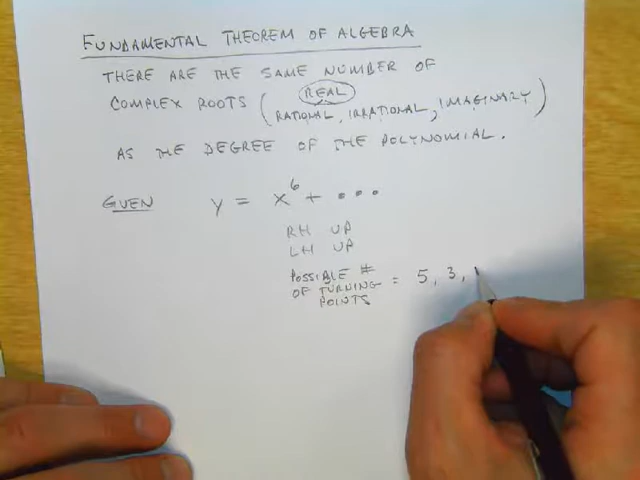 FUNDAMENTAL THEOREM OF ALGEBRA
THERE ARE THE SAME NUMBER OF
COMPLEX ROOTS (REAL
RATIONAL, IRRATIONAL, IMAGINARY)
AS THE DEGREE OF THE POLYNOMIAL.
GIVEN y = x⁶ + ...
RH UP
LH UP
POSSIBLE #
OF TURNING = 5, 3, 1
POINTS